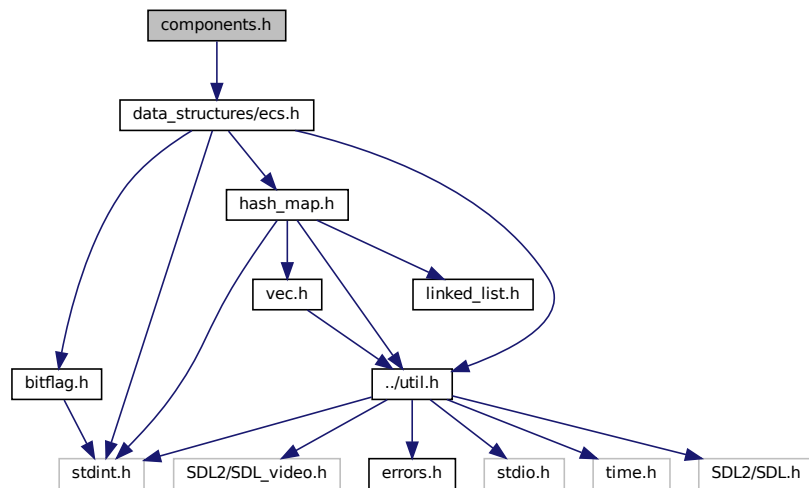 components.h
data_structures/ecs.h
hash_map.h
vec.h
linked_list.h
bitflag.h
../util.h
stdint.h
SDL2/SDL_video.h
errors.h
stdio.h
time.h
SDL2/SDL.h